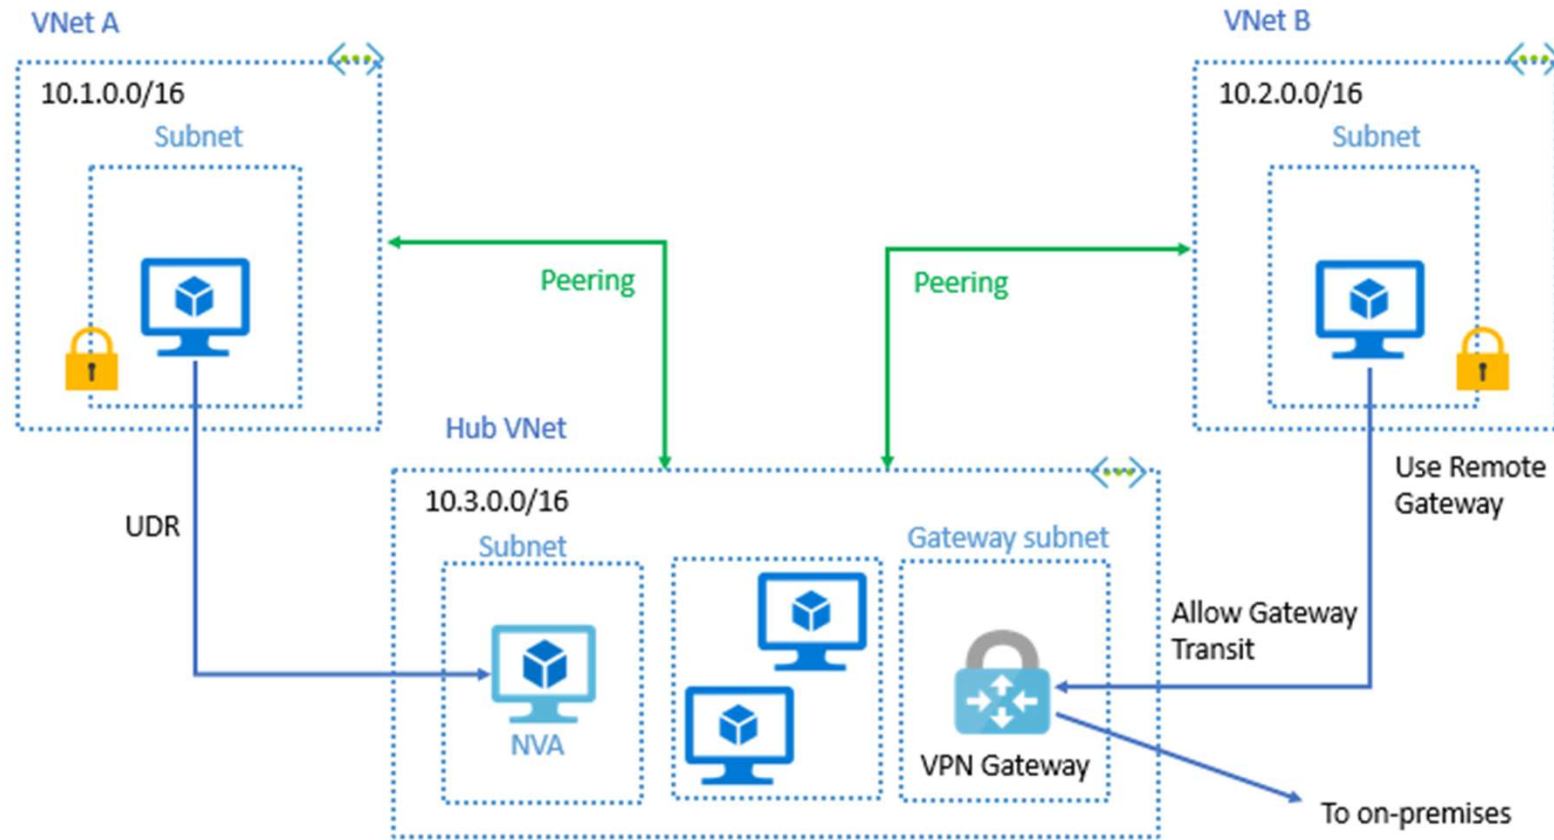 VNet A
VNet B
10.1.0.0/16
10.2.0.0/16
Subnet
Subnet
Peering
Peering
Hub VNet
Use Remote
Gateway
10.3.0.0/16
UDR
Subnet
Gateway subnet
Allow Gateway
Transit
NVA
VPN Gateway
To on-premises